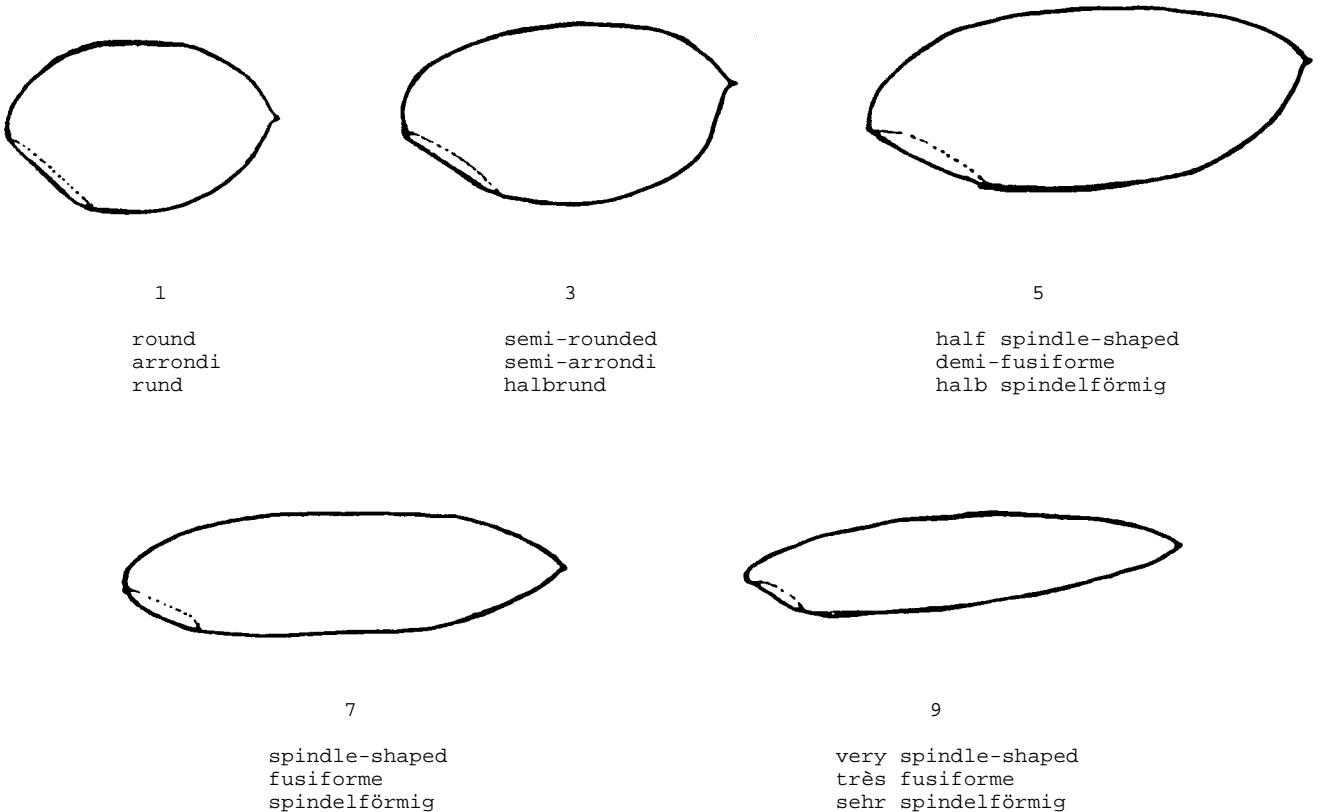 1
3
5
round
arrondi
rund
semi-rounded
semi-arrondi
halbrund
half spindle-shaped
demi-fusiforme
halb spindelförmig
7
9
spindle-shaped
fusiforme
spindelförmig
very spindle-shaped
très fusiforme
sehr spindelförmig